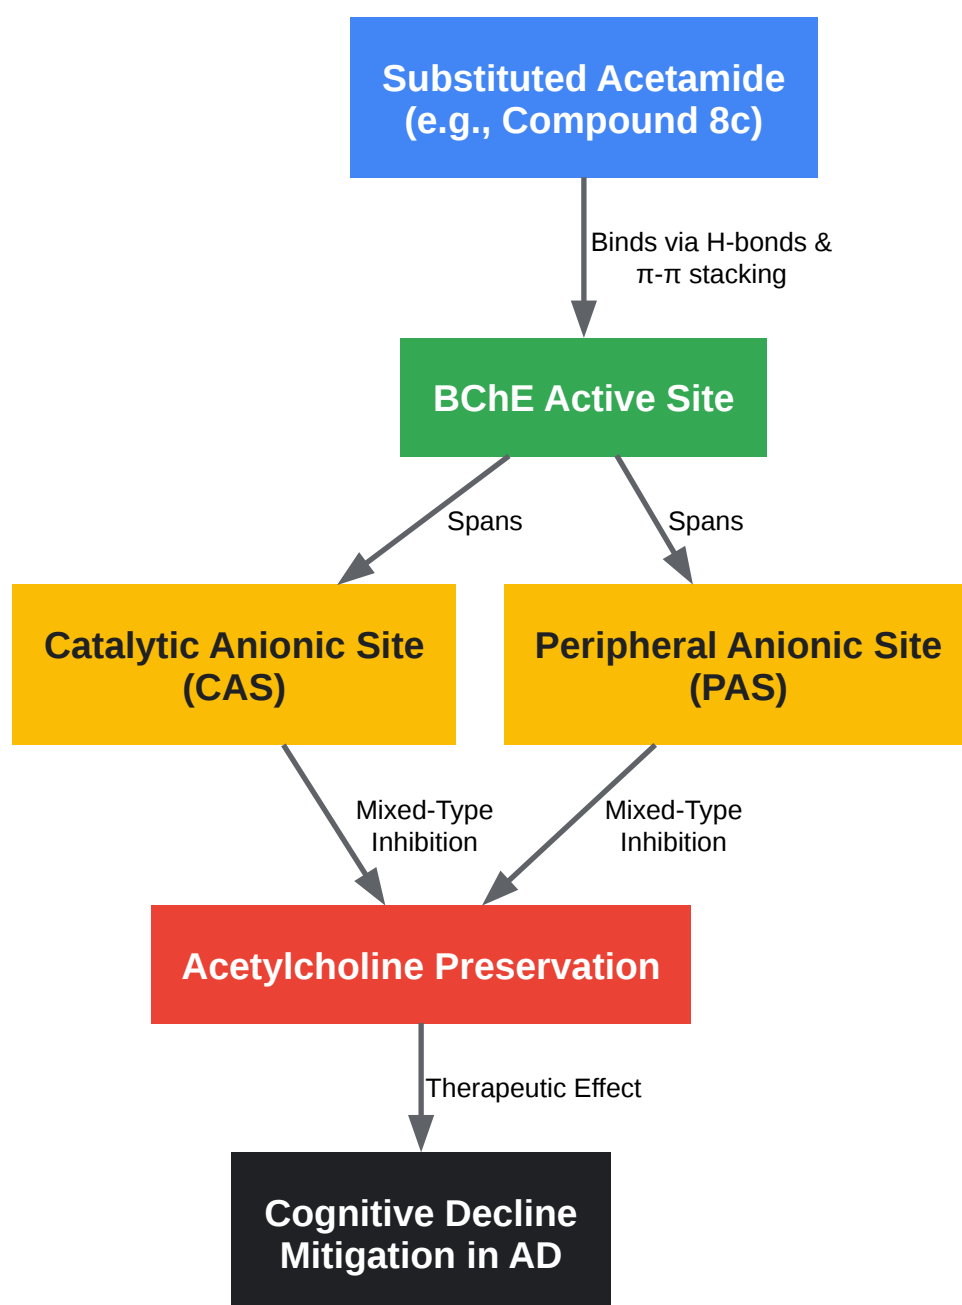 Substituted Acetamide
(e.g., Compound 8c)
Binds via H-bonds &
π-π stacking
BChE Active Site
Spans
Spans
Catalytic Anionic Site
(CAS)
Peripheral Anionic Site
(PAS)
Mixed-Type
Inhibition
Mixed-Type
Inhibition
Acetylcholine Preservation
Therapeutic Effect
Cognitive Decline
Mitigation in AD